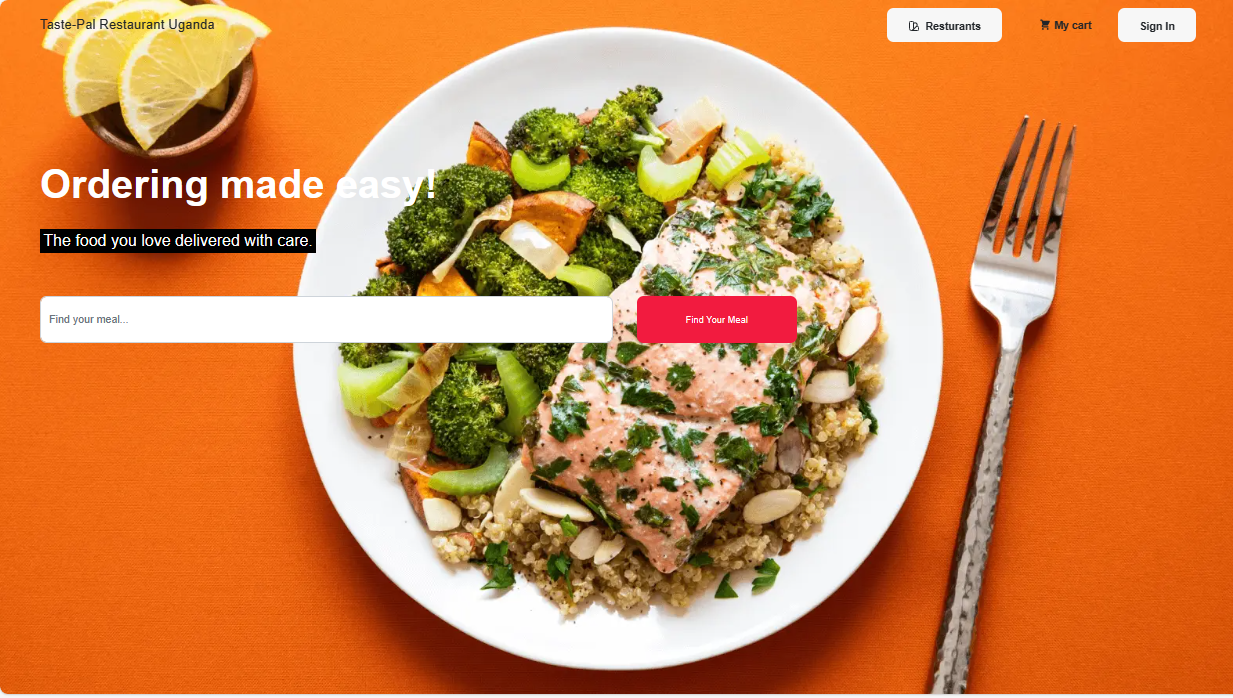 Taste-Pal Restaurant Uganda
Resturants
My cart
Sign In
Ordering made easy!
The food you love delivered with care.
Find your meal...
Find Your Meal